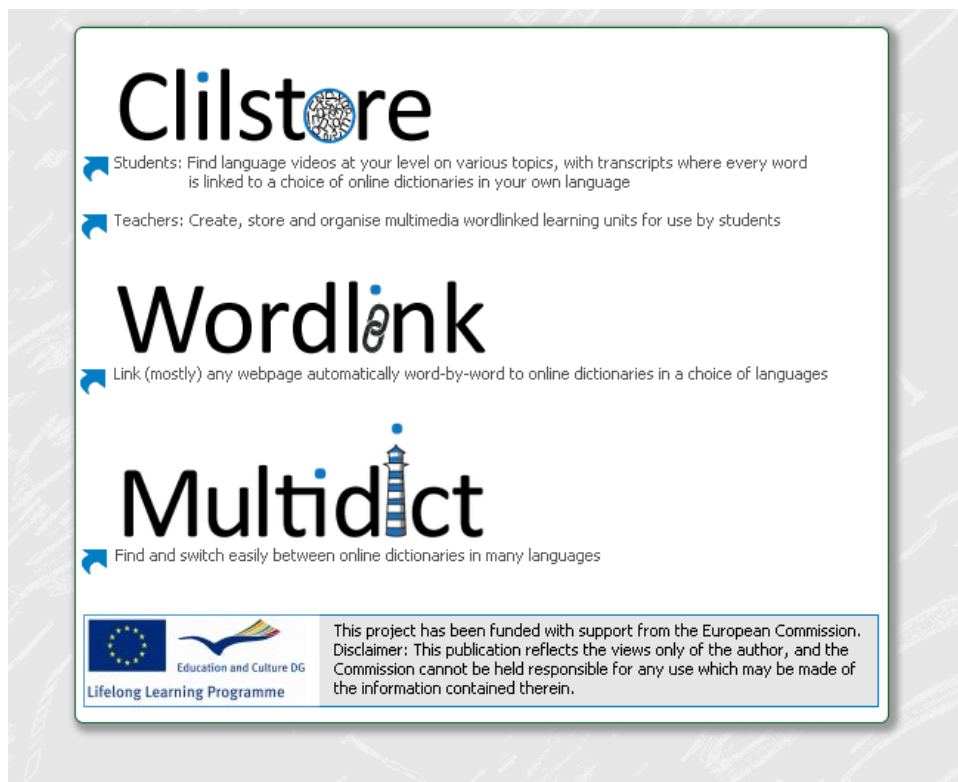 Clilstore
Students: Find language videos at your level on various topics, with transcripts where every word
is linked to a choice of online dictionaries in your own language
Teachers: Create, store and organise multimedia wordlinked learning units for use by students
Wordlink
Link (mostly) any webpage automatically word-by-word to online dictionaries in a choice of languages
Multidict
Find and switch easily between online dictionaries in many languages
Education and Culture DG
Lifelong Learning Programme
This project has been funded with support from the European Commission.
Disclaimer: This publication reflects the views only of the author, and the
Commission cannot be held responsible for any use which may be made of
the information contained therein.